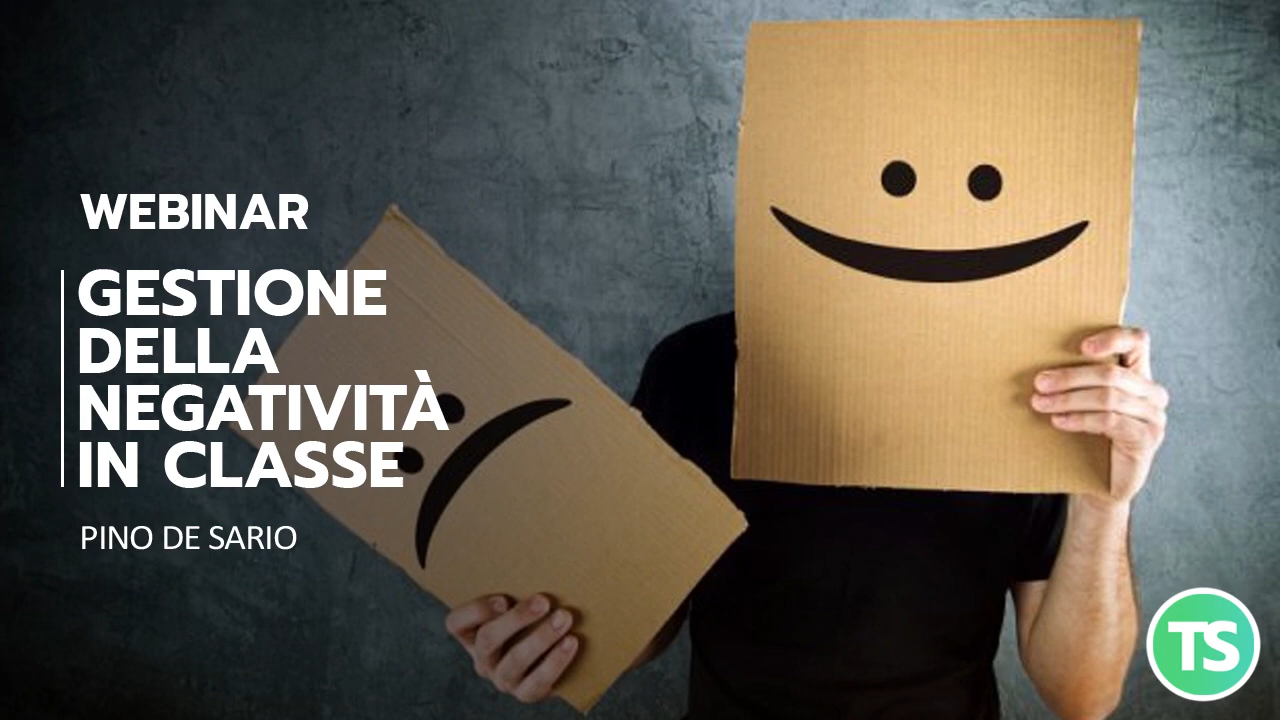 WEBINAR
GESTIONE
DELLA
NEGATIVITÀ
IN CLASSE
PINO DE SARIO
TS